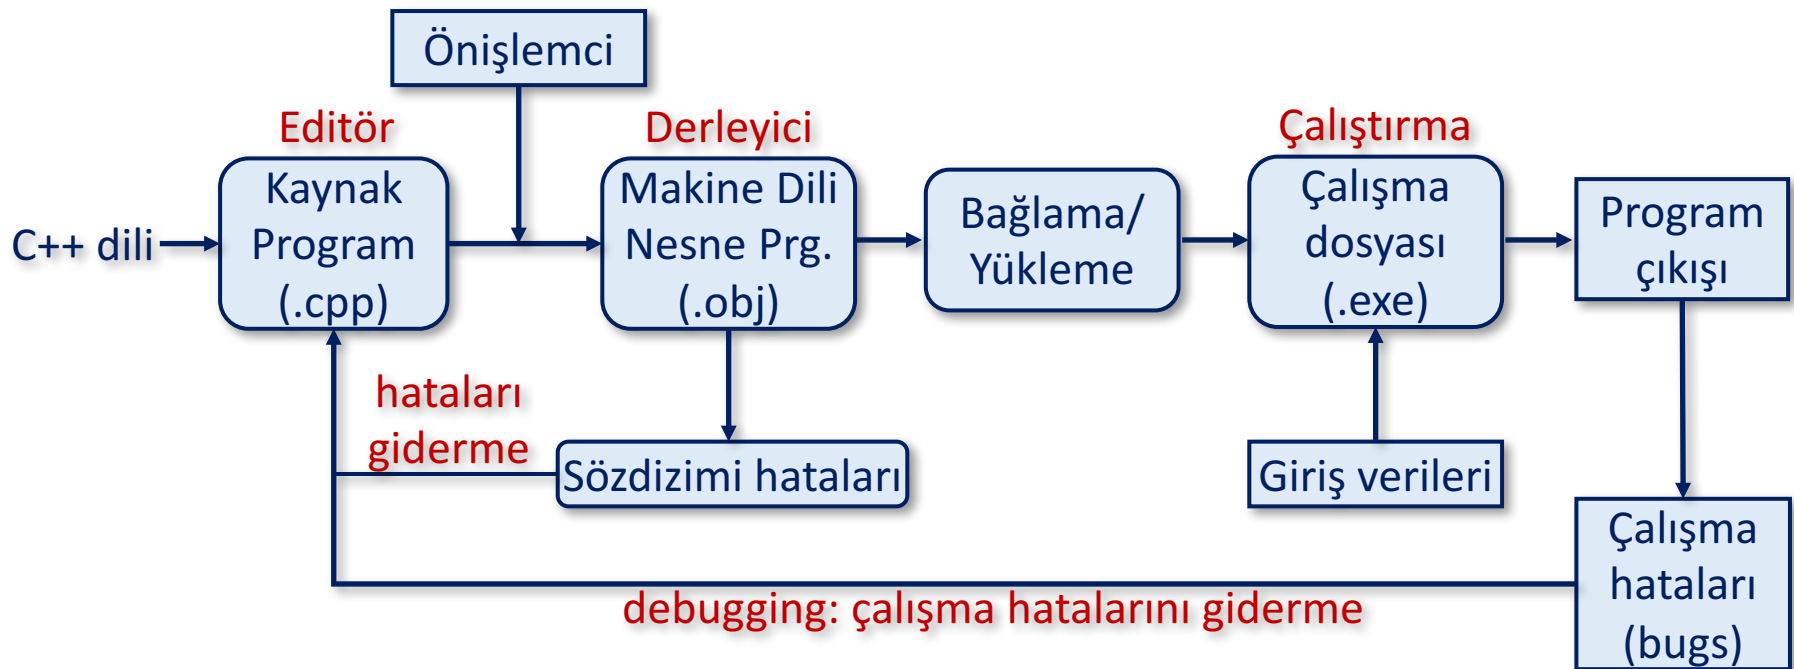 Önişlemci
Editör
Derleyici
Çalıştırma
C++ dili
Kaynak
Program
(.cpp)
Makine Dili
Nesne Prg.
(.obj)
Bağlama/
Yükleme
Çalışma
dosyası
(.exe)
Program
çıkışı
hataları
giderme
Sözdizimi hataları
Giriş verileri
Çalışma
hataları
(bugs)
debugging: çalışma hatalarını giderme